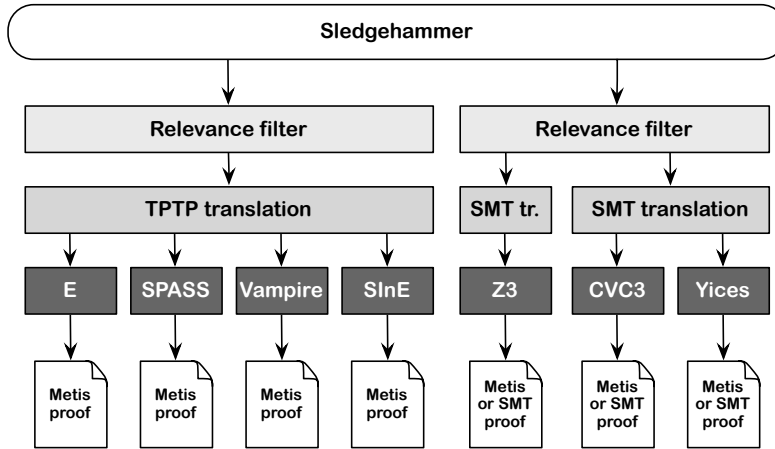 Sledgehammer
Relevance filter
Relevance filter
TPTP translation
SMT tr.
SMT translation
E
SPASS
Vampire
SInE
Z3
CVC3
Yices
Metis
proof
Metis
proof
Metis
proof
Metis
proof
Metis
or SMT
proof
Metis
or SMT
proof
Metis
or SMT
proof